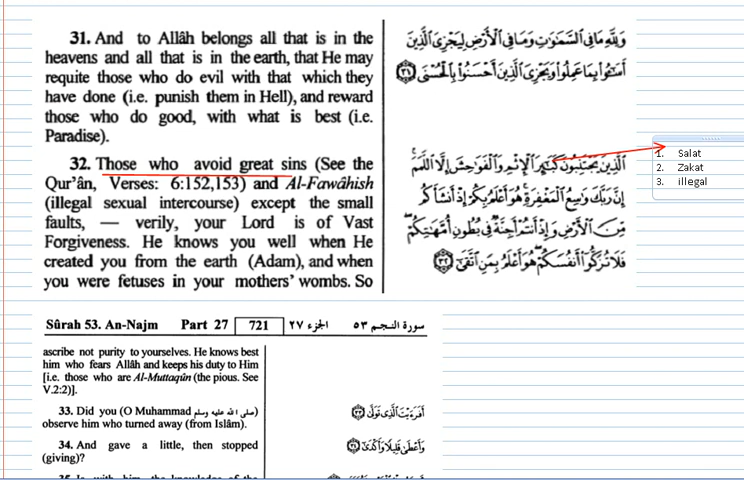 31. And to Allâh belongs all that is in the
heavens and all that is in the earth, that He may
requite those who do evil with that which they
have done (i.e. punish them in Hell), and reward
those who do good, with what is best (i.e.
Paradise).
وَلِلَّهِ مَا فِي السَّمَٰوَٰتِ وَمَا فِي الْأَرْضِ لِيَجْزِيَ الَّذِينَ
أَسَٰٓـُٔوا۟ بِمَا عَمِلُوا۟ وَيَجْزِيَ الَّذِينَ أَحْسَنُوا۟ بِالْحُسْنَى ٣١
32. Those who avoid great sins (See the
Qur'ân, Verses: 6:152,153) and Al-Fawâhish
(illegal sexual intercourse) except the small
faults, — verily, your Lord is of Vast
Forgiveness. He knows you well when He
created you from the earth (Adam), and when
you were fetuses in your mothers' wombs. So
الَّذِينَ يَجْتَنِبُونَ كَبَٰٓئِرَ الْإِثْمِ وَالْفَوَٰحِشَ إِلَّا اللَّمَمَ
إِنَّ رَبَّكَ وَٰسِعُ الْمَغْفِرَةِ هُوَ أَعْلَمُ بِكُمْ إِذْ أَنشَأَكُم
مِّنَ الْأَرْضِ وَإِذْ أَنتُمْ أَجِنَّةٌ فِي بُطُونِ أُمَّهَٰتِكُمْ
فَلَا تُزَكُّوٓا۟ أَنفُسَكُمْ هُوَ أَعْلَمُ بِمَنِ اتَّقَىٰٓ ٣٢
1. Salat
2. Zakat
3. illegal
Sûrah 53. An-Najm Part 27 721 الجزء ٢٧ سورة النجم ٥٣
ascribe not purity to yourselves. He knows best
him who fears Allâh and keeps his duty to Him
[i.e. those who are Al-Muttaqûn (the pious. See
V.2:2)].
33. Did you (O Muhammad صلى الله عليه وسلم)
observe him who turned away (from Islâm).
أَفَرَءَيْتَ الَّذِي تَوَلَّىٰ ٣٣
34. And gave a little, then stopped
(giving)?
وَأَعْطَىٰ قَلِيلًا وَأَكْدَىٰٓ ٣٤